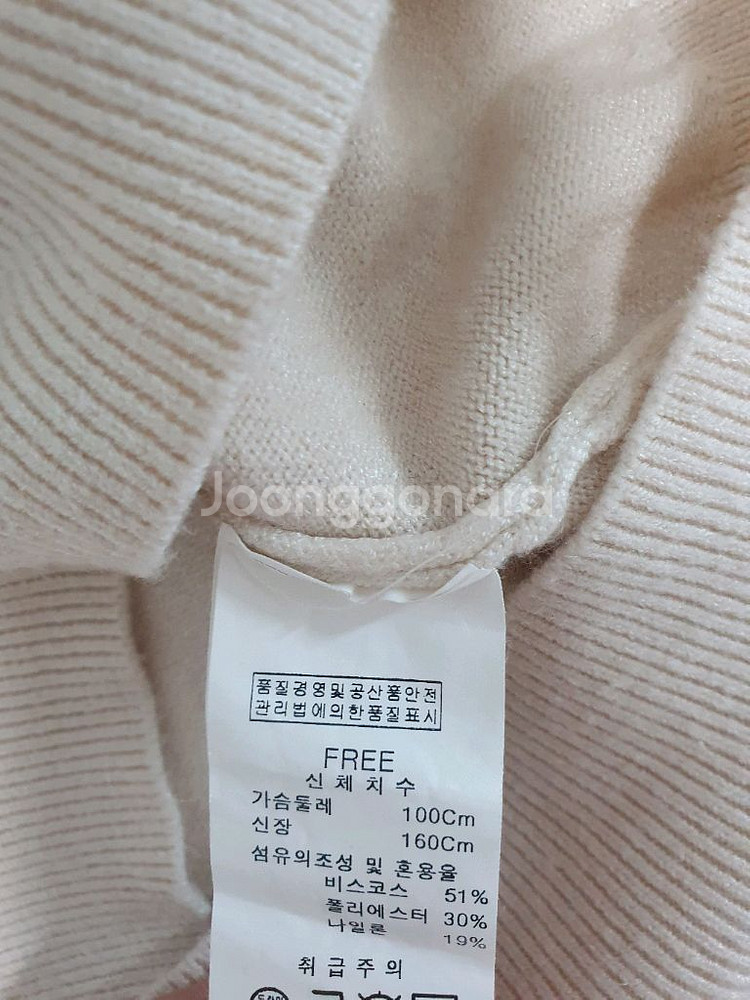 Joonggonara
품질경영및공산품안전
관리법에의한품질표시
FREE
신체치수
가슴둘레 100Cm
신장 160Cm
섬유의조성 및 혼용율
비스코스 51%
폴리에스터 30%
나일론 19%
취급주의